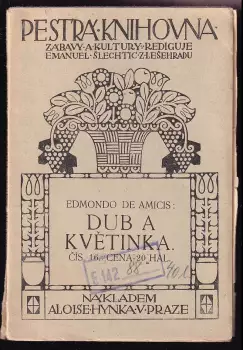 PESTRÁ·KNIHOVNA
ZÁBAVY·A·KULTURY·REDIGUJE
EMANUEL·ŠLECHTIC·Z·LEŠEHRADU
EDMONDO DE AMICIS:
DUB A
KVĚTINKA.
ČÍS. 16. CENA 20 HAL.
NÁKLADEM
ALOISE·HYNKA·V·PRAZE